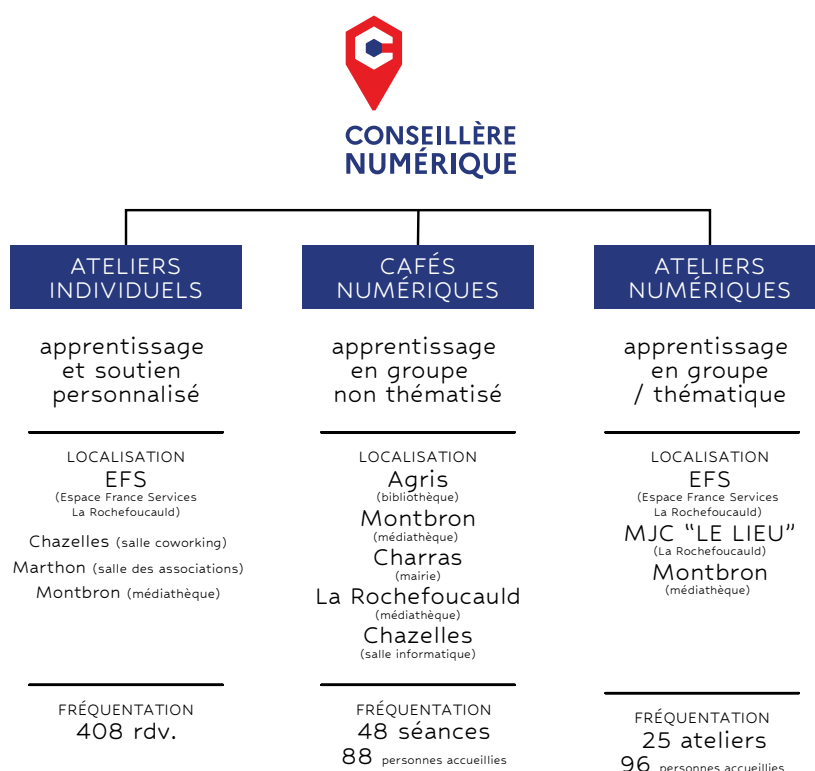 CONSEILLÈRE
NUMÉRIQUE
ATELIERS
INDIVIDUELS
apprentissage
et soutien
personnalisé
LOCALISATION
EFS
(Espace France Services
La Rochefoucauld)
Chazelles (salle coworking)
Marthon (salle des associations)
Montbron (médiathèque)
FRÉQUENTATION
408 rdv.
CAFÉS
NUMÉRIQUES
apprentissage
en groupe
non thématisé
LOCALISATION
Agris
(bibliothèque)
Montbron
(médiathèque)
Charras
(mairie)
La Rochefoucauld
(médiathèque)
Chazelles
(salle informatique)
FRÉQUENTATION
48 séances
88 personnes accueillies
ATELIERS
NUMÉRIQUES
apprentissage
en groupe
/ thématique
LOCALISATION
EFS
(Espace France Services
La Rochefoucauld)
MJC “LE LIEU”
(La Rochefoucauld)
Montbron
(médiathèque)
FRÉQUENTATION
25 ateliers
96 personnes accueillies